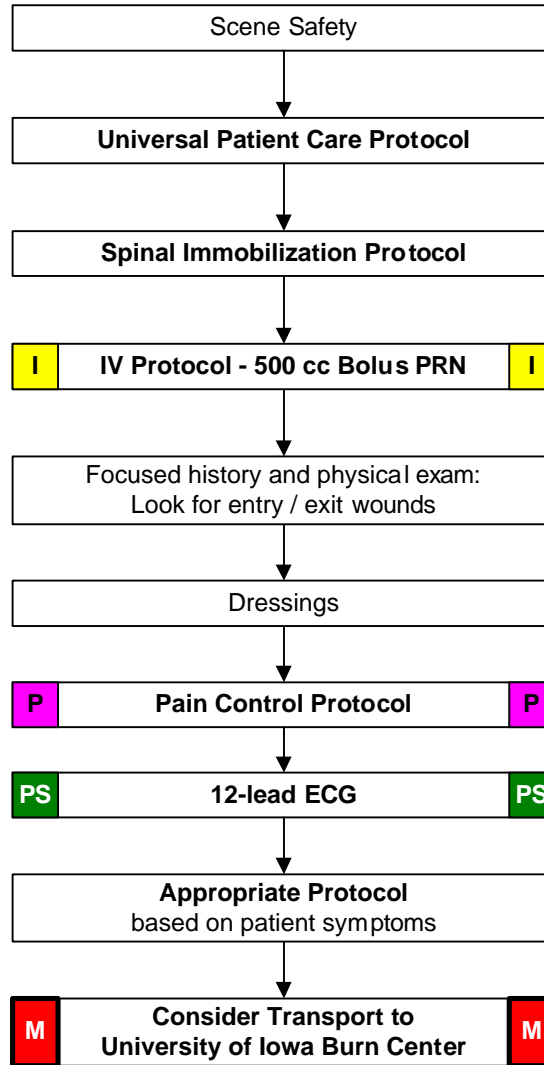 Scene Safety
Universal Patient Care Protocol
Spinal Immobilization Protocol
I IV Protocol - 500 cc Bolus PRN I
Focused history and physical exam:
Look for entry / exit wounds
Dressings
P Pain Control Protocol P
PS 12-lead ECG PS
Appropriate Protocol
based on patient symptoms
M Consider Transport to M
University of Iowa Burn Center